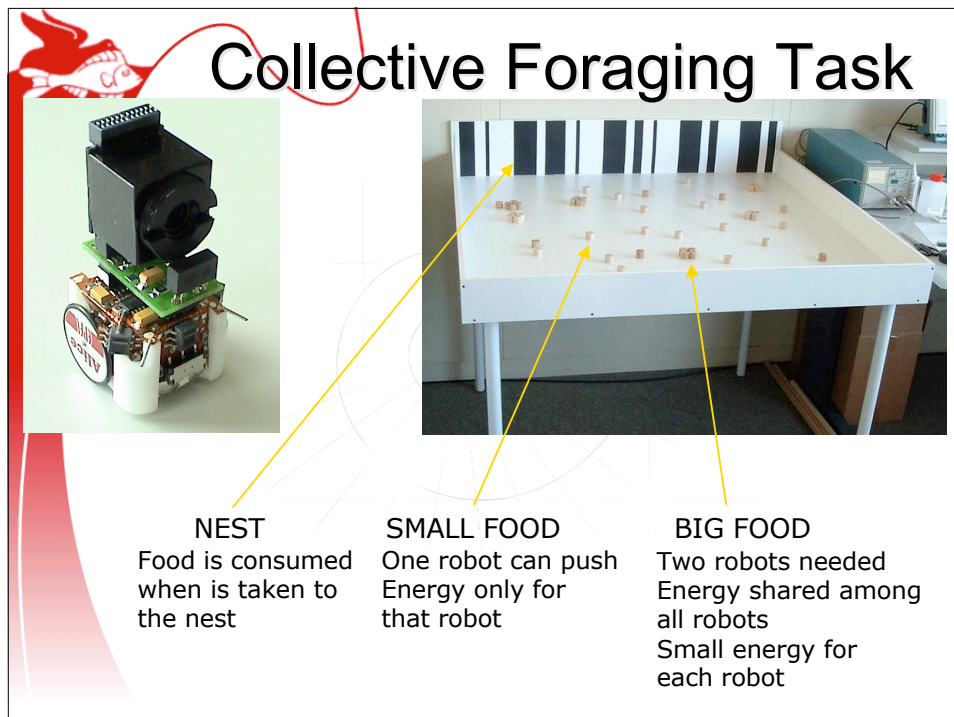 Collective Foraging Task
Alice
NEST
Food is consumed
when is taken to
the nest
SMALL FOOD
One robot can push
Energy only for
that robot
BIG FOOD
Two robots needed
Energy shared among
all robots
Small energy for
each robot